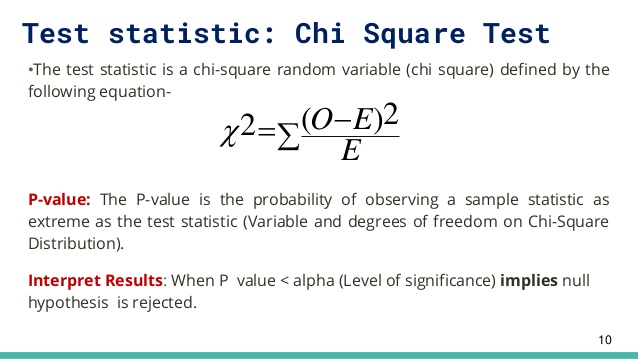 Test statistic: Chi Square Test
•The test statistic is a chi-square random variable (chi square) defined by the
following equation-
χ2=∑(O−E)2
E
P-value: The P-value is the probability of observing a sample statistic as
extreme as the test statistic (Variable and degrees of freedom on Chi-Square
Distribution).
Interpret Results: When P value < alpha (Level of significance) implies null
hypothesis is rejected.
10